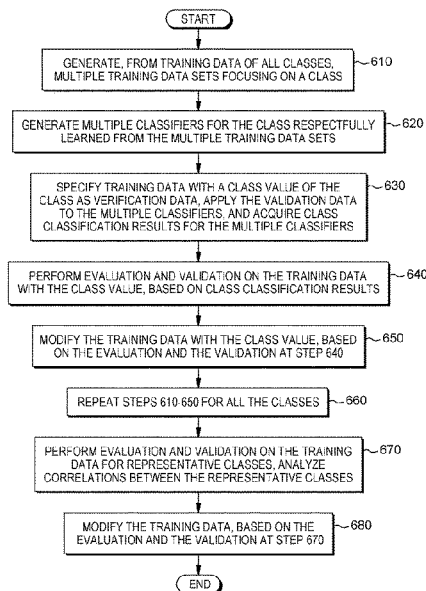 START
GENERATE, FROM TRAINING DATA OF ALL CLASSES,
MULTIPLE TRAINING DATA SETS FOCUSING ON A CLASS
610
GENERATE MULTIPLE CLASSIFIERS FOR THE CLASS RESPECTFULLY
LEARNED FROM THE MULTIPLE TRAINING DATA SETS
620
SPECIFY TRAINING DATA WITH A CLASS VALUE OF THE
CLASS AS VERIFICATION DATA, APPLY THE VALIDATION DATA
TO THE MULTIPLE CLASSIFIERS, AND ACQUIRE CLASS
CLASSIFICATION RESULTS FOR THE MULTIPLE CLASSIFIERS
630
PERFORM EVALUATION AND VALIDATION ON THE TRAINING DATA
WITH THE CLASS VALUE, BASED ON CLASS CLASSIFICATION RESULTS
640
MODIFY THE TRAINING DATA WITH THE CLASS VALUE, BASED
ON THE EVALUATION AND THE VALIDATION AT STEP 640
650
REPEAT STEPS 610-650 FOR ALL THE CLASSES
660
PERFORM EVALUATION AND VALIDATION ON THE TRAINING
DATA FOR REPRESENTATIVE CLASSES, ANALYZE
CORRELATIONS BETWEEN THE REPRESENTATIVE CLASSES
670
MODIFY THE TRAINING DATA, BASED ON THE
EVALUATION AND THE VALIDATION AT STEP 670
680
END